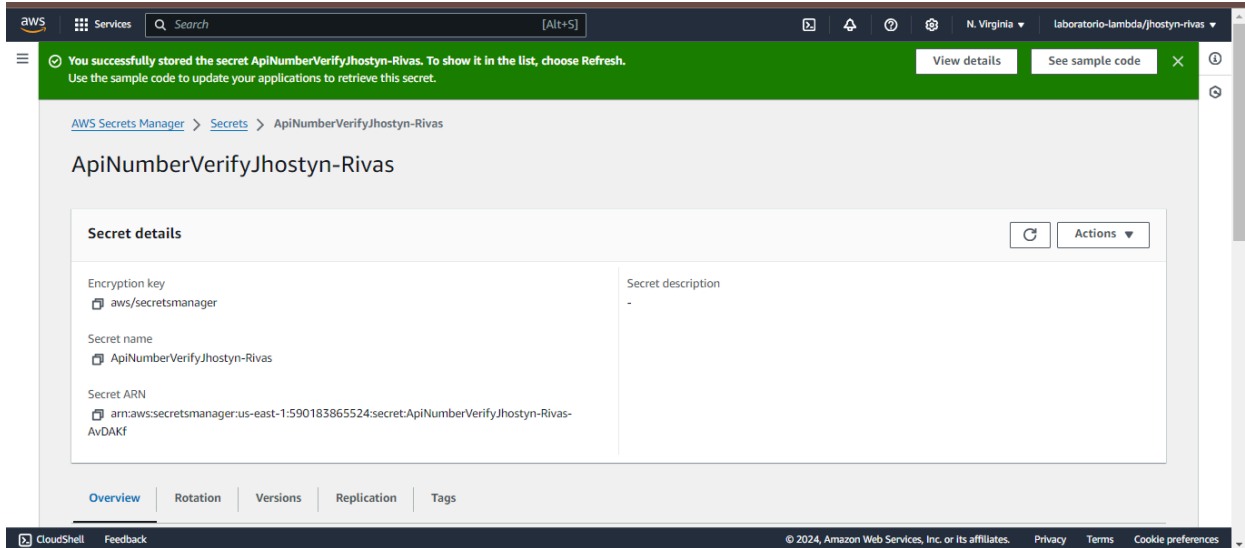 aws Services Search [Alt+S] N. Virginia laboratorio-lambda/jhostyn-rivas
You successfully stored the secret ApiNumberVerifyJhostyn-Rivas. To show it in the list, choose Refresh.
Use the sample code to update your applications to retrieve this secret.
View details See sample code
AWS Secrets Manager > Secrets > ApiNumberVerifyJhostyn-Rivas
ApiNumberVerifyJhostyn-Rivas
Secret details
Actions
Encryption key
aws/secretsmanager
Secret description
-
Secret name
ApiNumberVerifyJhostyn-Rivas
Secret ARN
arn:aws:secretsmanager:us-east-1:590183865524:secret:ApiNumberVerifyJhostyn-Rivas-
AvDAKf
Overview Rotation Versions Replication Tags
CloudShell Feedback © 2024, Amazon Web Services, Inc. or its affiliates. Privacy Terms Cookie preferences